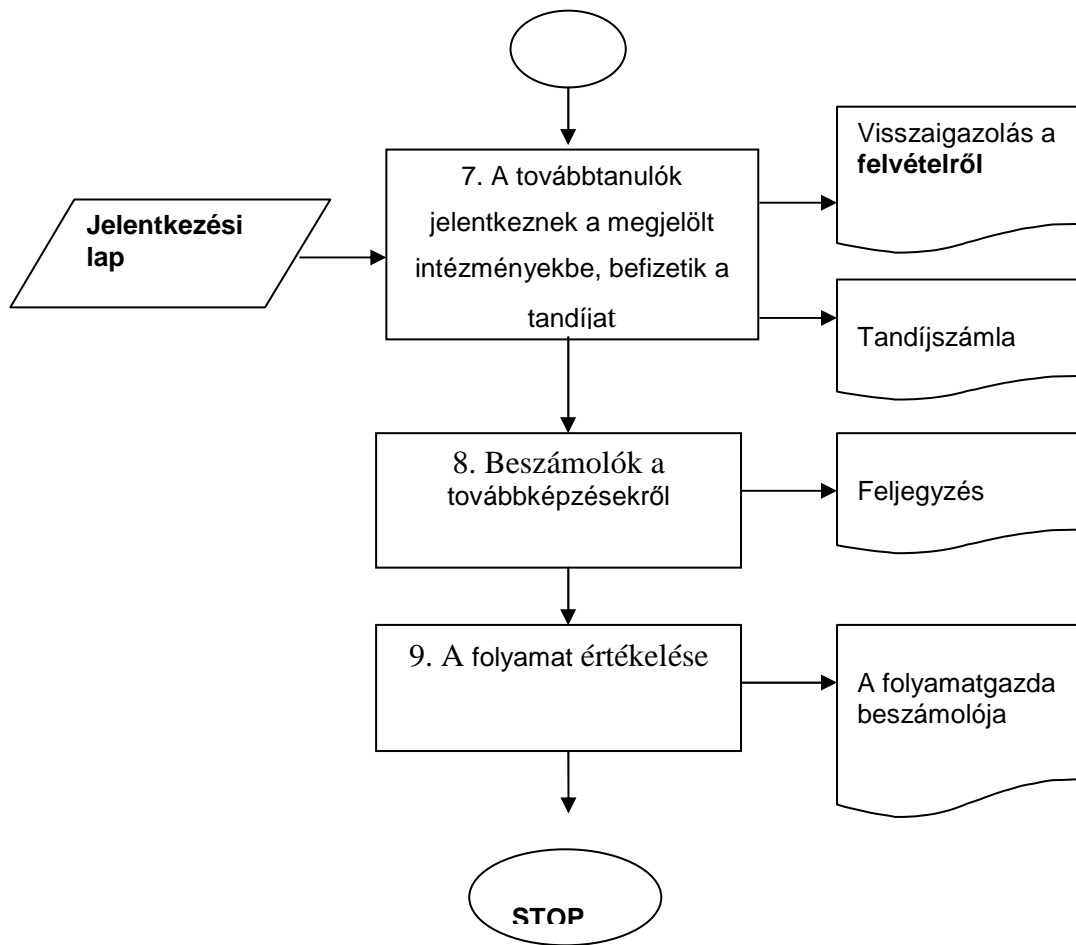 Visszaigazolás a
felvételről
7. A továbbtanulók
jelentkeznek a megjelölt
intézményekbe, befizetik a
tandíjat
Jelentkezési
lap
Tandíjszámla
8. Beszámolók a
továbbképzésekről
Feljegyzés
9. A folyamat értékelése
A folyamatgazda
beszámolója
STOP